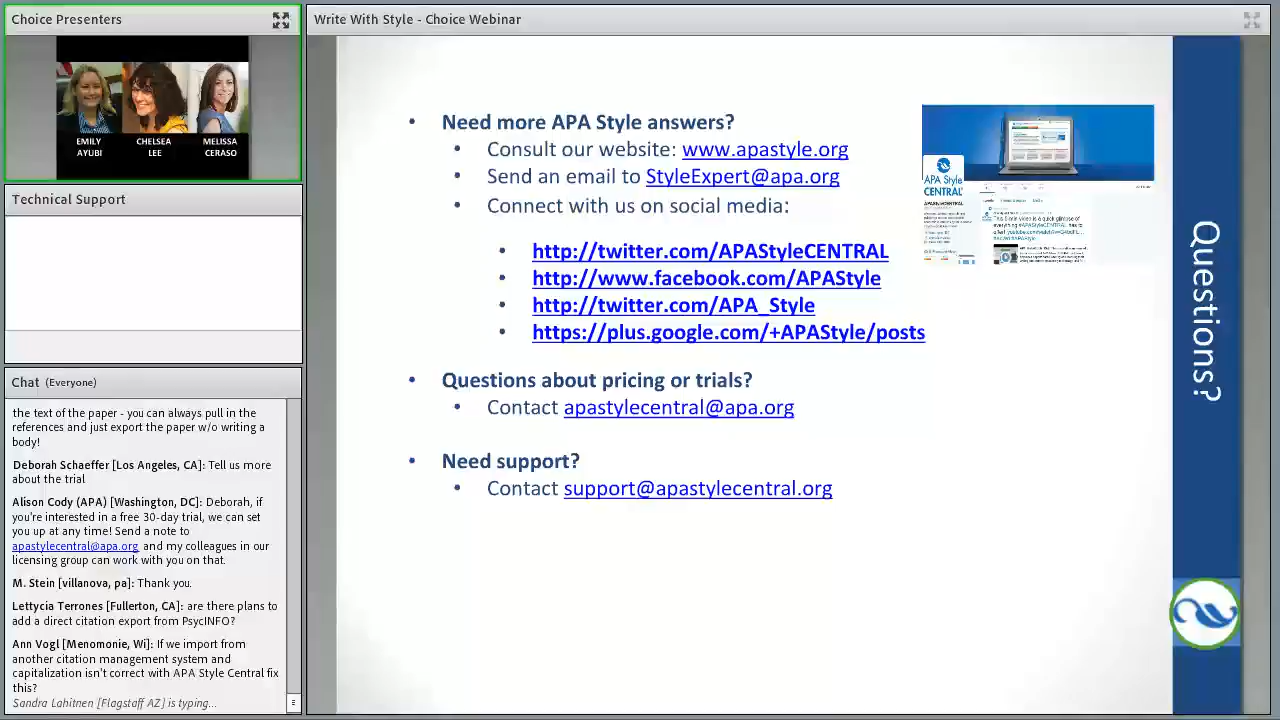 Choice Presenters
EMILY AYUBI
CHELSEA LEE
MELISSA CERASO
Technical Support
Chat (Everyone)
the text of the paper - you can always pull in the
references and just export the paper w/o writing a
body!
Deborah Schaeffer [Los Angeles, CA]: Tell us more
about the trial
Alison Cody (APA) [Washington, DC]: Deborah, if
you're interested in a free 30-day trial, we can set
you up at any time! Send a note to
apastylecentral@apa.org and my colleagues in our
licensing group can work with you on that.
M. Stein [villanova, pa]: Thank you.
Lettycia Terrones [Fullerton, CA]: are there plans to
add a direct citation export from PsycINFO?
Ann Vogl [Menomonie, Wi]: If we import from
another citation management system and
capitalization isn't correct with APA Style Central fix
this?
Sandra Lahitnen [Flagstaff AZ] is typing...
Write With Style - Choice Webinar
• Need more APA Style answers?
• Consult our website: www.apastyle.org
• Send an email to StyleExpert@apa.org
• Connect with us on social media:
• http://twitter.com/APAStyleCENTRAL
• http://www.facebook.com/APAStyle
• http://twitter.com/APA_Style
• https://plus.google.com/+APAStyle/posts
• Questions about pricing or trials?
• Contact apastylecentral@apa.org
• Need support?
• Contact support@apastylecentral.org
APA Style
CENTRAL
Questions?